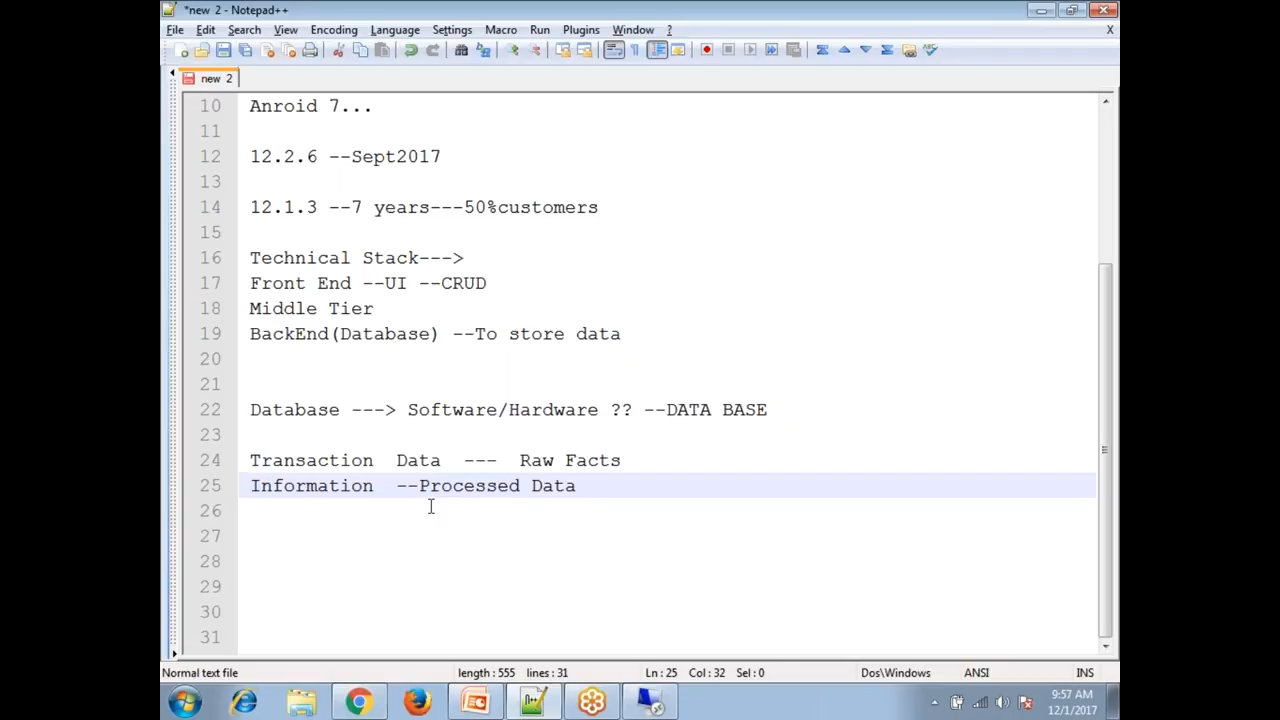 *new 2 - Notepad++
File Edit Search View Encoding Language Settings Macro Run Plugins Window ? X
new 2
10 Anroid 7...
11
12 12.2.6 --Sept2017
13
14 12.1.3 --7 years---50%customers
15
16 Technical Stack--->
17 Front End --UI --CRUD
18 Middle Tier
19 BackEnd(Database) --To store data
20
21
22 Database ---> Software/Hardware ?? --DATA BASE
23
24 Transaction Data --- Raw Facts
25 Information --Processed Data
26
27
28
29
30
31
Normal text file length : 555 lines : 31 Ln : 25 Col : 32 Sel : 0 Dos\Windows ANSI INS
9:57 AM
12/1/2017